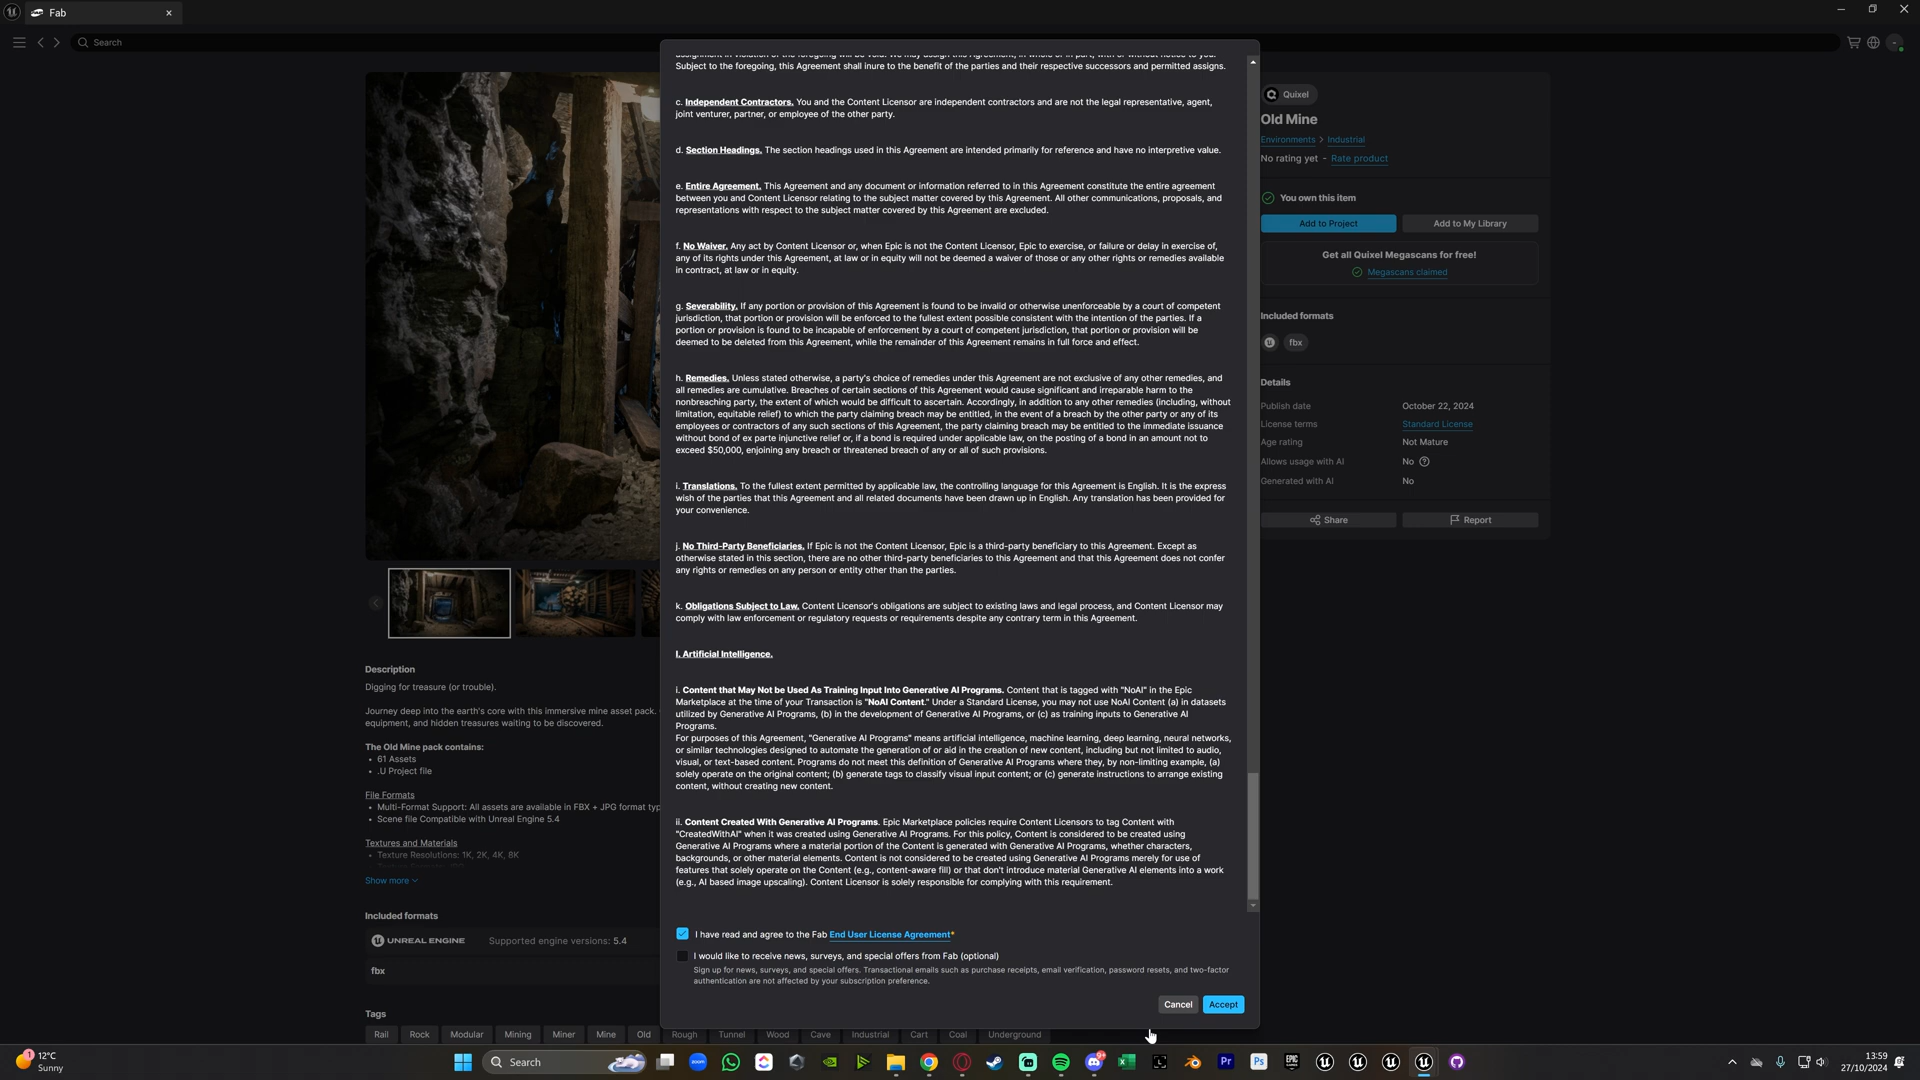 Fab
Search
assignment in violation of the foregoing will be void. We may assign this Agreement, in whole or in part, with or without notice to you.
Subject to the foregoing, this Agreement shall inure to the benefit of the parties and their respective successors and permitted assigns.
c. Independent Contractors. You and the Content Licensor are independent contractors and are not the legal representative, agent,
joint venturer, partner, or employee of the other party.
d. Section Headings. The section headings used in this Agreement are intended primarily for reference and have no interpretive value.
e. Entire Agreement. This Agreement and any document or information referred to in this Agreement constitute the entire agreement
between you and Content Licensor relating to the subject matter covered by this Agreement. All other communications, proposals, and
representations with respect to the subject matter covered by this Agreement are excluded.
f. No Waiver. Any act by Content Licensor or, when Epic is not the Content Licensor, Epic to exercise, or failure or delay in exercise of,
any of its rights under this Agreement, at law or in equity will not be deemed a waiver of those or any other rights or remedies available
in contract, at law or in equity.
g. Severability. If any portion or provision of this Agreement is found to be invalid or otherwise unenforceable by a court of competent
jurisdiction, that portion or provision will be enforced to the fullest extent possible consistent with the intention of the parties. If a
portion or provision is found to be incapable of enforcement by a court of competent jurisdiction, that portion or provision will be
deemed to be deleted from this Agreement, while the remainder of this Agreement remains in full force and effect.
h. Remedies. Unless stated otherwise, a party's choice of remedies under this Agreement are not exclusive of any other remedies, and
all remedies are cumulative. Breaches of certain sections of this Agreement would cause significant and irreparable harm to the
nonbreaching party, the extent of which would be difficult to ascertain. Accordingly, in addition to any other remedies (including, without
limitation, equitable relief) to which the party claiming breach may be entitled, in the event of a breach by the other party or any of its
employees or contractors of any such sections of this Agreement, the party claiming breach may be entitled to the immediate issuance
without bond of ex parte injunctive relief or, if a bond is required under applicable law, on the posting of a bond in an amount not to
exceed $50,000, enjoining any breach or threatened breach of any or all of such provisions.
i. Translations. To the fullest extent permitted by applicable law, the controlling language for this Agreement is English. It is the express
wish of the parties that this Agreement and all related documents have been drawn up in English. Any translation has been provided for
your convenience.
j. No Third-Party Beneficiaries. If Epic is not the Content Licensor, Epic is a third-party beneficiary to this Agreement. Except as
otherwise stated in this section, there are no other third-party beneficiaries to this Agreement and that this Agreement does not confer
any rights or remedies on any person or entity other than the parties.
k. Obligations Subject to Law. Content Licensor's obligations are subject to existing laws and legal process, and Content Licensor may
comply with law enforcement or regulatory requests or requirements despite any contrary term in this Agreement.
l. Artificial Intelligence.
i. Content that May Not be Used As Training Input Into Generative AI Programs. Content that is tagged with "NoAI" in the Epic
Marketplace at the time of your Transaction is "NoAI Content." Under a Standard License, you may not use NoAI Content (a) in datasets
utilized by Generative AI Programs, (b) in the development of Generative AI Programs, or (c) as training inputs to Generative AI
Programs.
For purposes of this Agreement, "Generative AI Programs" means artificial intelligence, machine learning, deep learning, neural networks,
or similar technologies designed to automate the generation of or aid in the creation of new content, including but not limited to audio,
visual, or text-based content. Programs do not meet this definition of Generative AI Programs where they, by non-limiting example, (a)
solely operate on the original content; (b) generate tags to classify visual input content; or (c) generate instructions to arrange existing
content, without creating new content.
ii. Content Created With Generative AI Programs. Epic Marketplace policies require Content Licensors to tag Content with
"CreatedWithAI" when it was created using Generative AI Programs. For this policy, Content is considered to be created using
Generative AI Programs where a material portion of the Content is generated with Generative AI Programs, whether characters,
backgrounds, or other material elements. Content is not considered to be created using Generative AI Programs merely for use of
features that solely operate on the Content (e.g., content-aware fill) or that don't introduce material Generative AI elements into a work
(e.g., AI based image upscaling). Content Licensor is solely responsible for complying with this requirement.
I have read and agree to the Fab End User License Agreement*
I would like to receive news, surveys, and special offers from Fab (optional)
Sign up for news, surveys, and special offers. Transactional emails such as purchase receipts, email verification, password resets, and two-factor
authentication are not affected by your subscription preference.
Cancel
Accept
Quixel
Old Mine
Environments > Industrial
No rating yet - Rate product
You own this item
Add to Project
Add to My Library
Get all Quixel Megascans for free!
Megascans claimed
Included formats
fbx
Details
Publish date October 22, 2024
License terms Standard License
Age rating Not Mature
Allows usage with AI No
Generated with AI No
Share
Report
Description
Digging for treasure (or trouble).
Journey deep into the earth's core with this immersive mine asset pack.
equipment, and hidden treasures waiting to be discovered.
The Old Mine pack contains:
• 61 Assets
• .U Project file
File Formats
• Multi-Format Support: All assets are available in FBX + JPG format typ
• Scene file Compatible with Unreal Engine 5.4
Textures and Materials
• Texture Resolutions: 1K, 2K, 4K, 8K
Show more
Included formats
UNREAL ENGINE Supported engine versions: 5.4
fbx
Tags
Rail Rock Modular Mining Miner Mine Old Rough Tunnel Wood Cave Industrial Cart Coal Underground
1
12°C
Sunny
Search
zoom
Pr
Ps
EPIC
13:59
27/10/2024